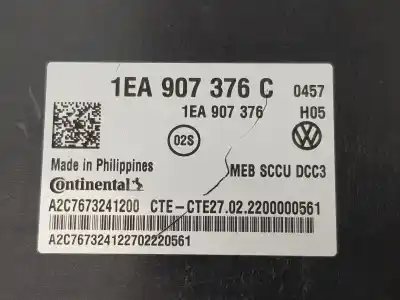 1EA 907 376 C 0457
1EA 907 376 H05
02S
Made in Philippines
MEB SCCU DCC3
Continental
A2C7673241200 CTE-CTE27.02.2200000561
A2C767324122702220561